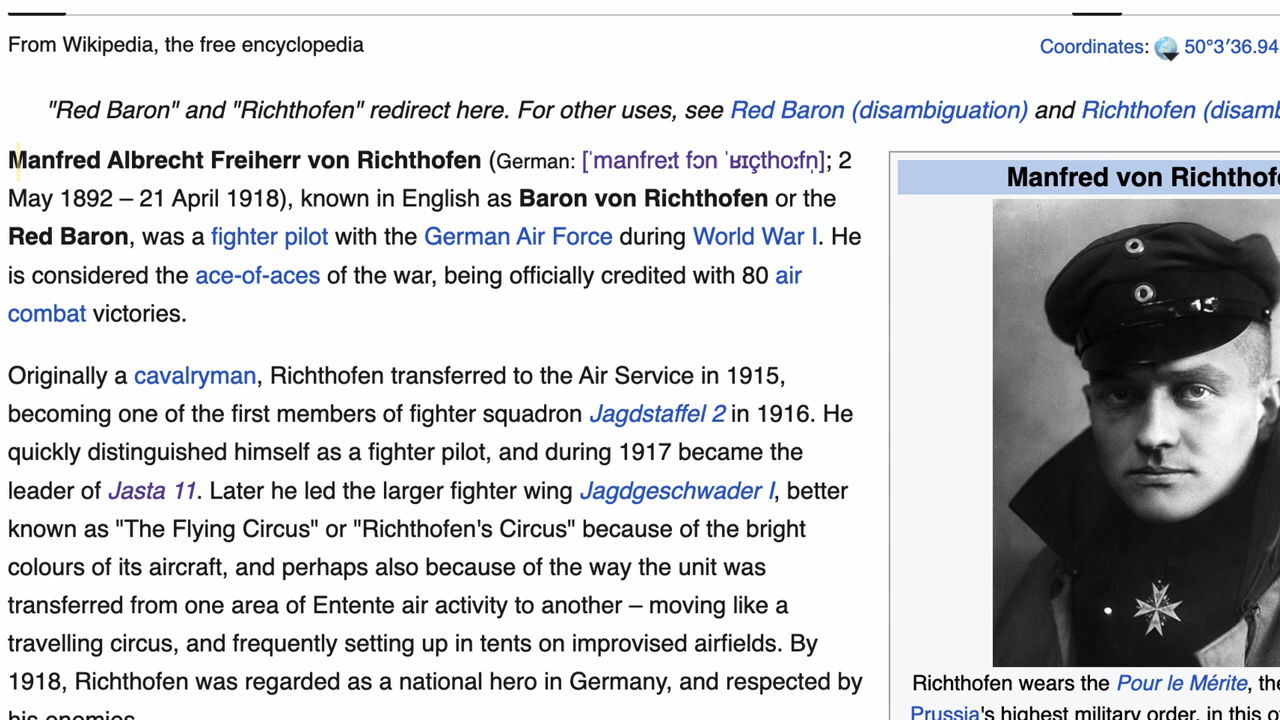 From Wikipedia, the free encyclopedia
Coordinates: 50°3′36.94
"Red Baron" and "Richthofen" redirect here. For other uses, see Red Baron (disambiguation) and Richthofen (disamb
Manfred Albrecht Freiherr von Richthofen (German: [ˈmanfreːt fɔn ˈʁɪçthoːfn̩]; 2
May 1892 – 21 April 1918), known in English as Baron von Richthofen or the
Red Baron, was a fighter pilot with the German Air Force during World War I. He
is considered the ace-of-aces of the war, being officially credited with 80 air
combat victories.
Originally a cavalryman, Richthofen transferred to the Air Service in 1915,
becoming one of the first members of fighter squadron Jagdstaffel 2 in 1916. He
quickly distinguished himself as a fighter pilot, and during 1917 became the
leader of Jasta 11. Later he led the larger fighter wing Jagdgeschwader I, better
known as "The Flying Circus" or "Richthofen's Circus" because of the bright
colours of its aircraft, and perhaps also because of the way the unit was
transferred from one area of Entente air activity to another – moving like a
travelling circus, and frequently setting up in tents on improvised airfields. By
1918, Richthofen was regarded as a national hero in Germany, and respected by
his enemies.
Manfred von Richthofe
Richthofen wears the Pour le Mérite, the
Prussia's highest military order, in this of